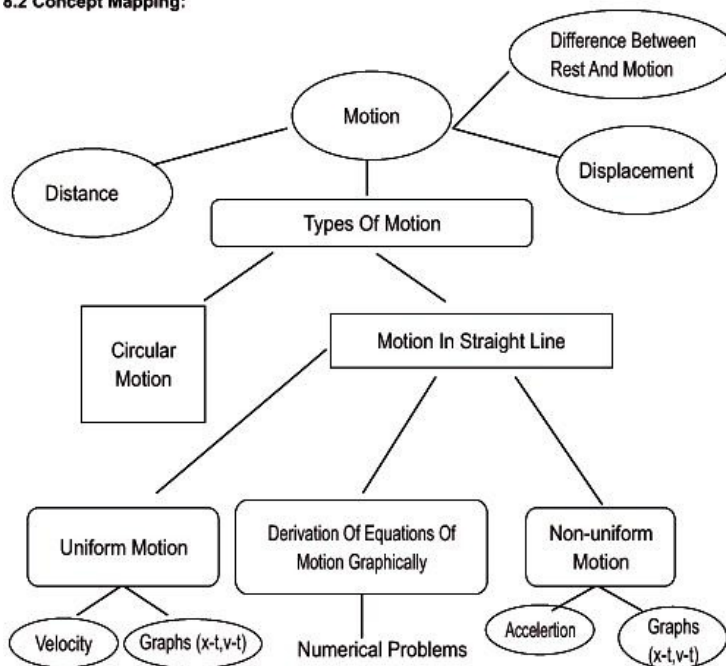 8.2 Concept Mapping:
Difference Between
Rest And Motion
Motion
Distance
Displacement
Types Of Motion
Circular
Motion
Motion In Straight Line
Uniform Motion
Derivation Of Equations Of
Motion Graphically
Non-uniform
Motion
Velocity
Graphs (x-t,v-t)
Numerical Problems
Accelertion
Graphs
(x-t,v-t)